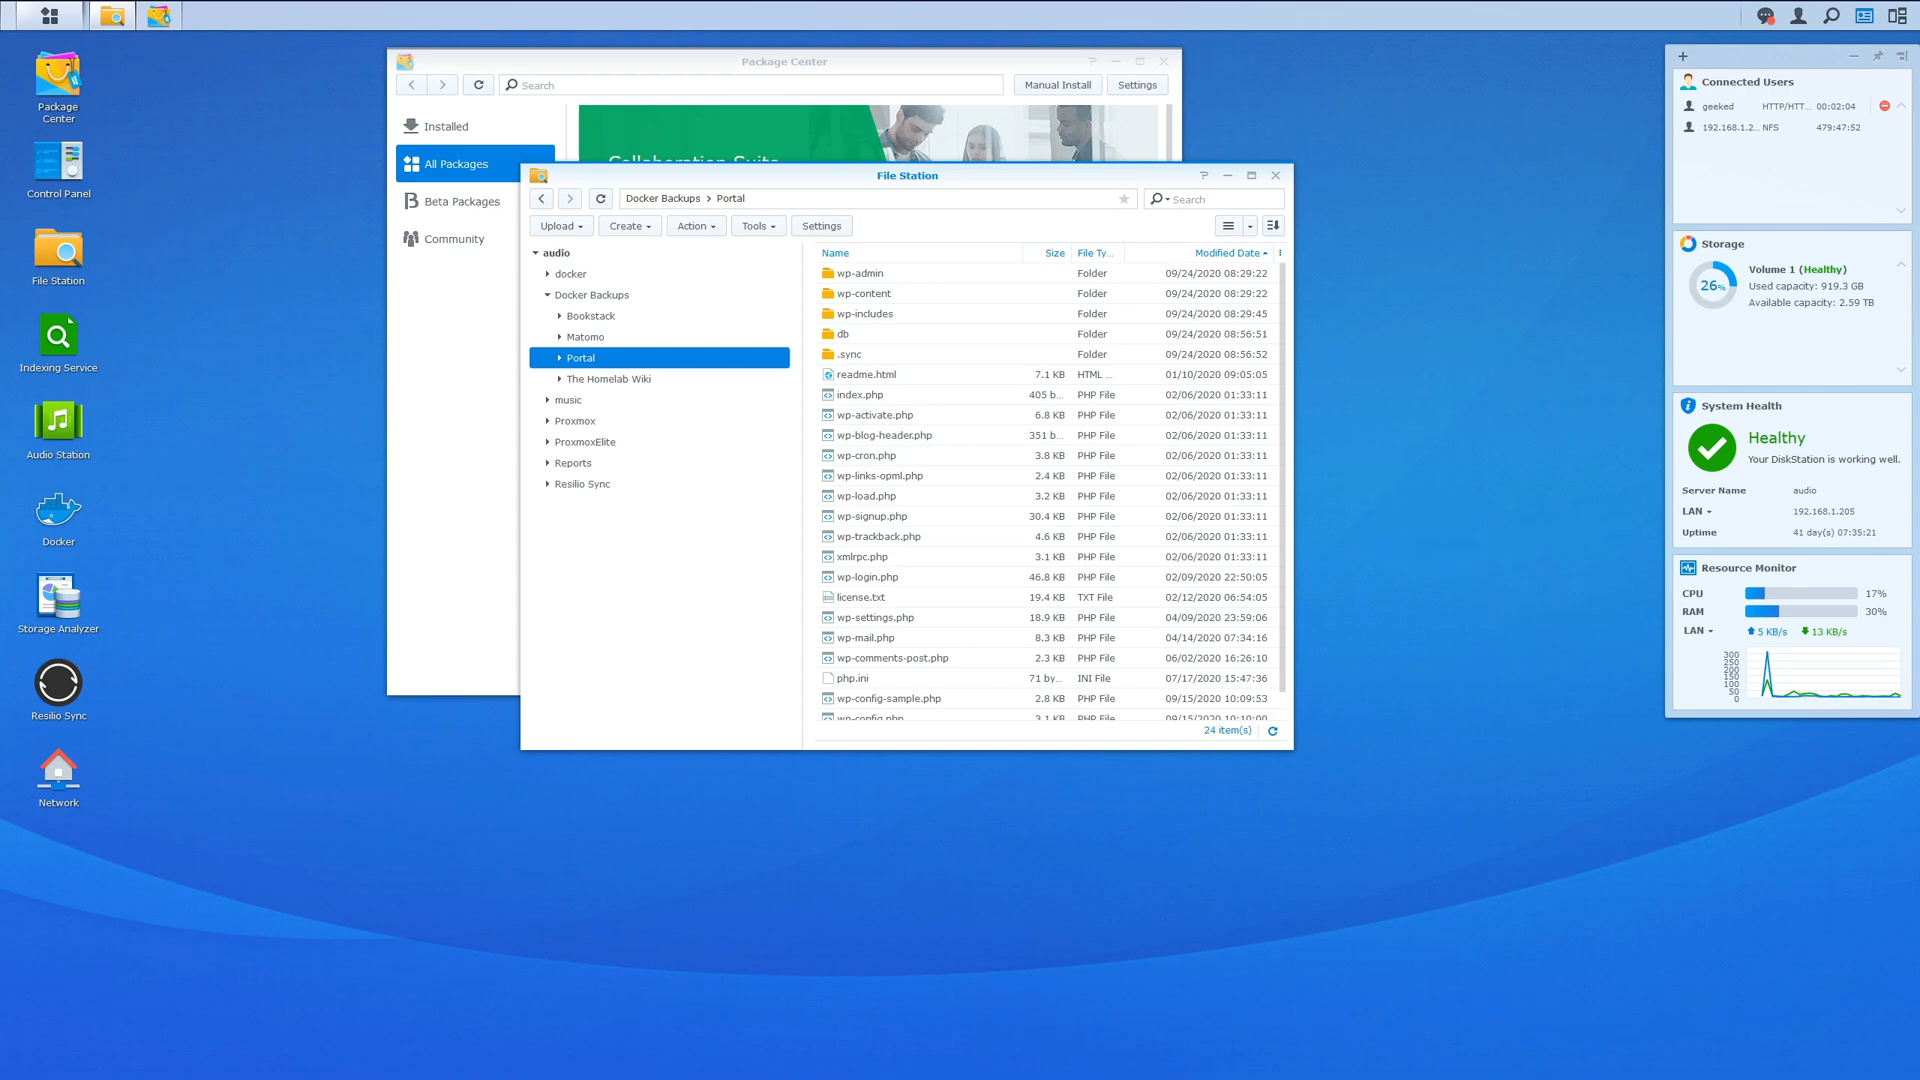 Package
Center
Control Panel
File Station
Indexing Service
Audio Station
Docker
Storage Analyzer
Resilio Sync
Network
Package Center
Search
Manual Install
Settings
Installed
All Packages
Beta Packages
Community
Collaboration Suite
File Station
Docker Backups > Portal
Search
Upload
Create
Action
Tools
Settings
audio
docker
Docker Backups
Bookstack
Matomo
Portal
The Homelab Wiki
music
Proxmox
ProxmoxElite
Reports
Resilio Sync
Name Size File Ty... Modified Date
wp-admin Folder 09/24/2020 08:29:22
wp-content Folder 09/24/2020 08:29:22
wp-includes Folder 09/24/2020 08:29:45
db Folder 09/24/2020 08:56:51
.sync Folder 09/24/2020 08:56:52
readme.html 7.1 KB HTML ... 01/10/2020 09:05:05
index.php 405 b... PHP File 02/06/2020 01:33:11
wp-activate.php 6.8 KB PHP File 02/06/2020 01:33:11
wp-blog-header.php 351 b... PHP File 02/06/2020 01:33:11
wp-cron.php 3.8 KB PHP File 02/06/2020 01:33:11
wp-links-opml.php 2.4 KB PHP File 02/06/2020 01:33:11
wp-load.php 3.2 KB PHP File 02/06/2020 01:33:11
wp-signup.php 30.4 KB PHP File 02/06/2020 01:33:11
wp-trackback.php 4.6 KB PHP File 02/06/2020 01:33:11
xmlrpc.php 3.1 KB PHP File 02/06/2020 01:33:11
wp-login.php 46.8 KB PHP File 02/09/2020 22:50:05
license.txt 19.4 KB TXT File 02/12/2020 06:54:05
wp-settings.php 18.9 KB PHP File 04/09/2020 23:59:06
wp-mail.php 8.3 KB PHP File 04/14/2020 07:34:16
wp-comments-post.php 2.3 KB PHP File 06/02/2020 16:26:10
php.ini 71 by... INI File 07/17/2020 15:47:36
wp-config-sample.php 2.8 KB PHP File 09/15/2020 10:09:53
wp-config.php 3.1 KB PHP File 09/15/2020 10:10:00
24 item(s)
Connected Users
geeked HTTP/HTT... 00:02:04
192.168.1.2... NFS 479:47:52
Storage
26%
Volume 1 (Healthy)
Used capacity: 919.3 GB
Available capacity: 2.59 TB
System Health
Healthy
Your DiskStation is working well.
Server Name audio
LAN 192.168.1.205
Uptime 41 day(s) 07:35:21
Resource Monitor
CPU 17%
RAM 30%
LAN 5 KB/s 13 KB/s
300
250
200
150
100
50
0